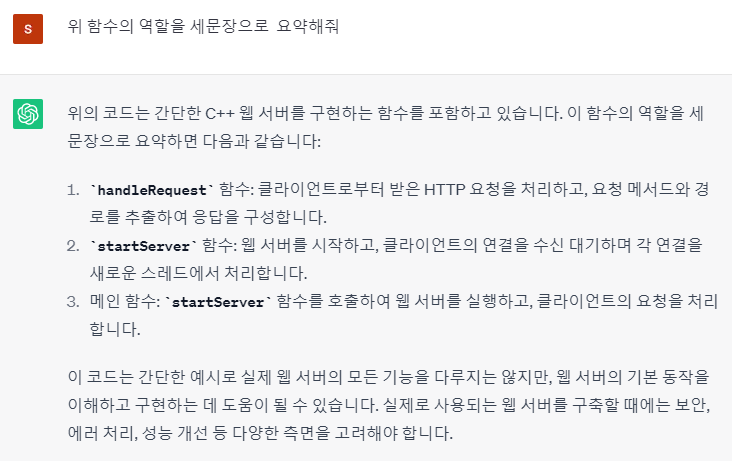 S
위 함수의 역할을 세문장으로 요약해줘
위의 코드는 간단한 C++ 웹 서버를 구현하는 함수를 포함하고 있습니다. 이 함수의 역할을 세
문장으로 요약하면 다음과 같습니다:
1. `handleRequest` 함수: 클라이언트로부터 받은 HTTP 요청을 처리하고, 요청 메서드와 경
로를 추출하여 응답을 구성합니다.
2. `startServer` 함수: 웹 서버를 시작하고, 클라이언트의 연결을 수신 대기하며 각 연결을
새로운 스레드에서 처리합니다.
3. 메인 함수: `startServer` 함수를 호출하여 웹 서버를 실행하고, 클라이언트의 요청을 처리
합니다.
이 코드는 간단한 예시로 실제 웹 서버의 모든 기능을 다루지는 않지만, 웹 서버의 기본 동작을
이해하고 구현하는 데 도움이 될 수 있습니다. 실제로 사용되는 웹 서버를 구축할 때에는 보안,
에러 처리, 성능 개선 등 다양한 측면을 고려해야 합니다.